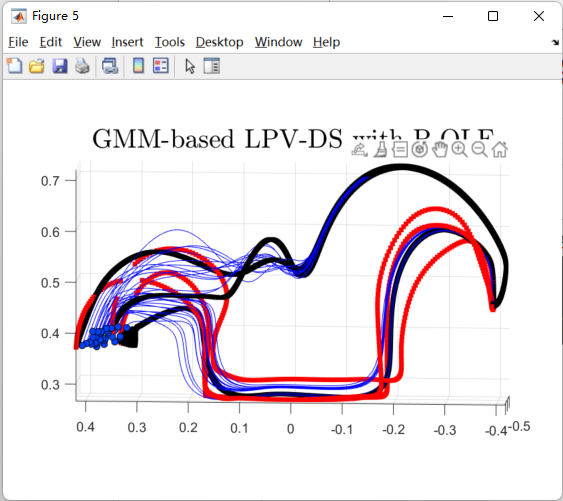 Figure 5
File Edit View Insert Tools Desktop Window Help
GMM-based LPV-DS with P-QLF
0.7
0.6
0.5
0.4
0.3
0.4 0.3 0.2 0.1 0 -0.1 -0.2 -0.3 -0.4 -0.5